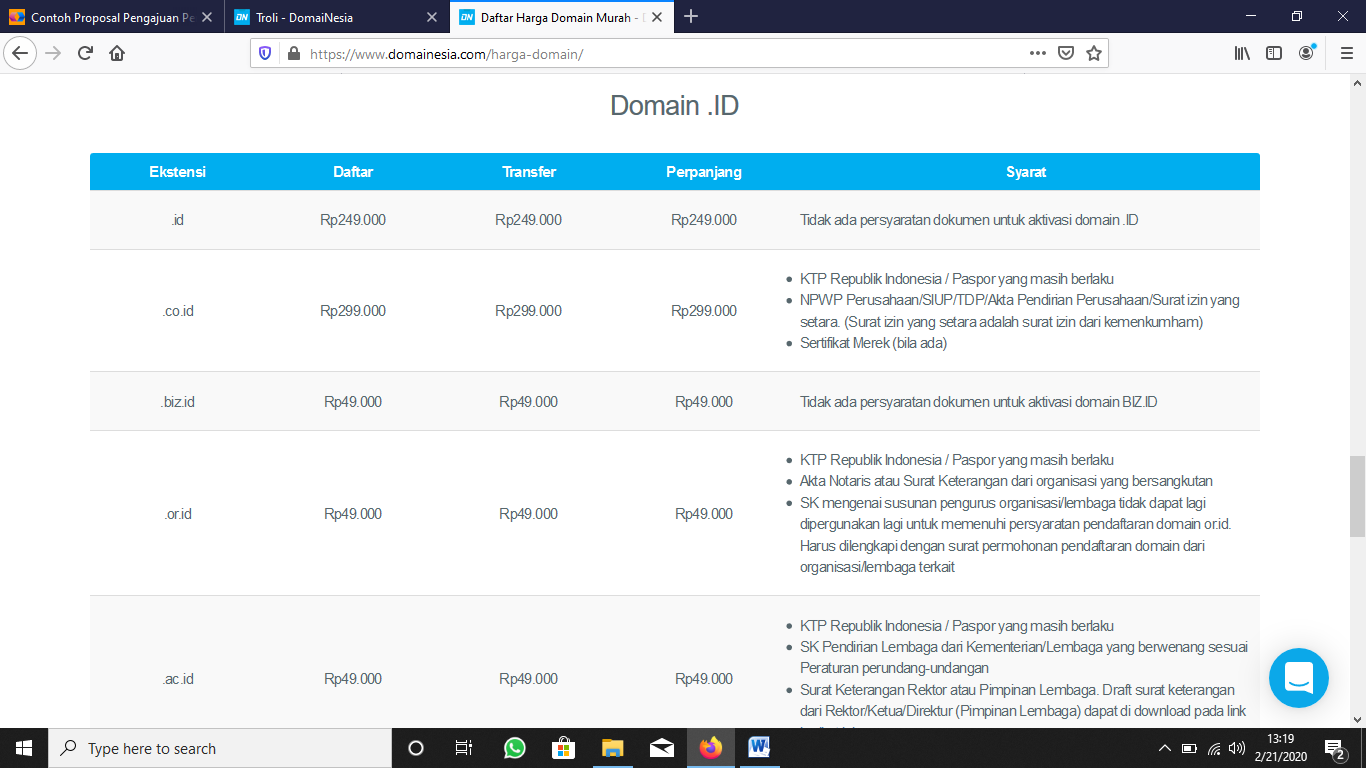 Contoh Proposal Pengajuan Pe
DN Troli - DomaiNesia
DN Daftar Harga Domain Murah -
https://www.domainesia.com/harga-domain/
Domain .ID
Ekstensi Daftar Transfer Perpanjang Syarat
.id Rp249.000 Rp249.000 Rp249.000 Tidak ada persyaratan dokumen untuk aktivasi domain .ID
.co.id Rp299.000 Rp299.000 Rp299.000
KTP Republik Indonesia / Paspor yang masih berlaku
NPWP Perusahaan/SIUP/TDP/Akta Pendirian Perusahaan/Surat izin yang
setara. (Surat izin yang setara adalah surat izin dari kemenkumham)
Sertifikat Merek (bila ada)
.biz.id Rp49.000 Rp49.000 Rp49.000 Tidak ada persyaratan dokumen untuk aktivasi domain BIZ.ID
.or.id Rp49.000 Rp49.000 Rp49.000
KTP Republik Indonesia / Paspor yang masih berlaku
Akta Notaris atau Surat Keterangan dari organisasi yang bersangkutan
SK mengenai susunan pengurus organisasi/lembaga tidak dapat lagi
dipergunakan lagi untuk memenuhi persyaratan pendaftaran domain or.id.
Harus dilengkapi dengan surat permohonan pendaftaran domain dari
organisasi/lembaga terkait
.ac.id Rp49.000 Rp49.000 Rp49.000
KTP Republik Indonesia / Paspor yang masih berlaku
SK Pendirian Lembaga dari Kementerian/Lembaga yang berwenang sesuai
Peraturan perundang-undangan
Surat Keterangan Rektor atau Pimpinan Lembaga. Draft surat keterangan
dari Rektor/Ketua/Direktur (Pimpinan Lembaga) dapat di download pada link
Type here to search
13:19
2/21/2020
2